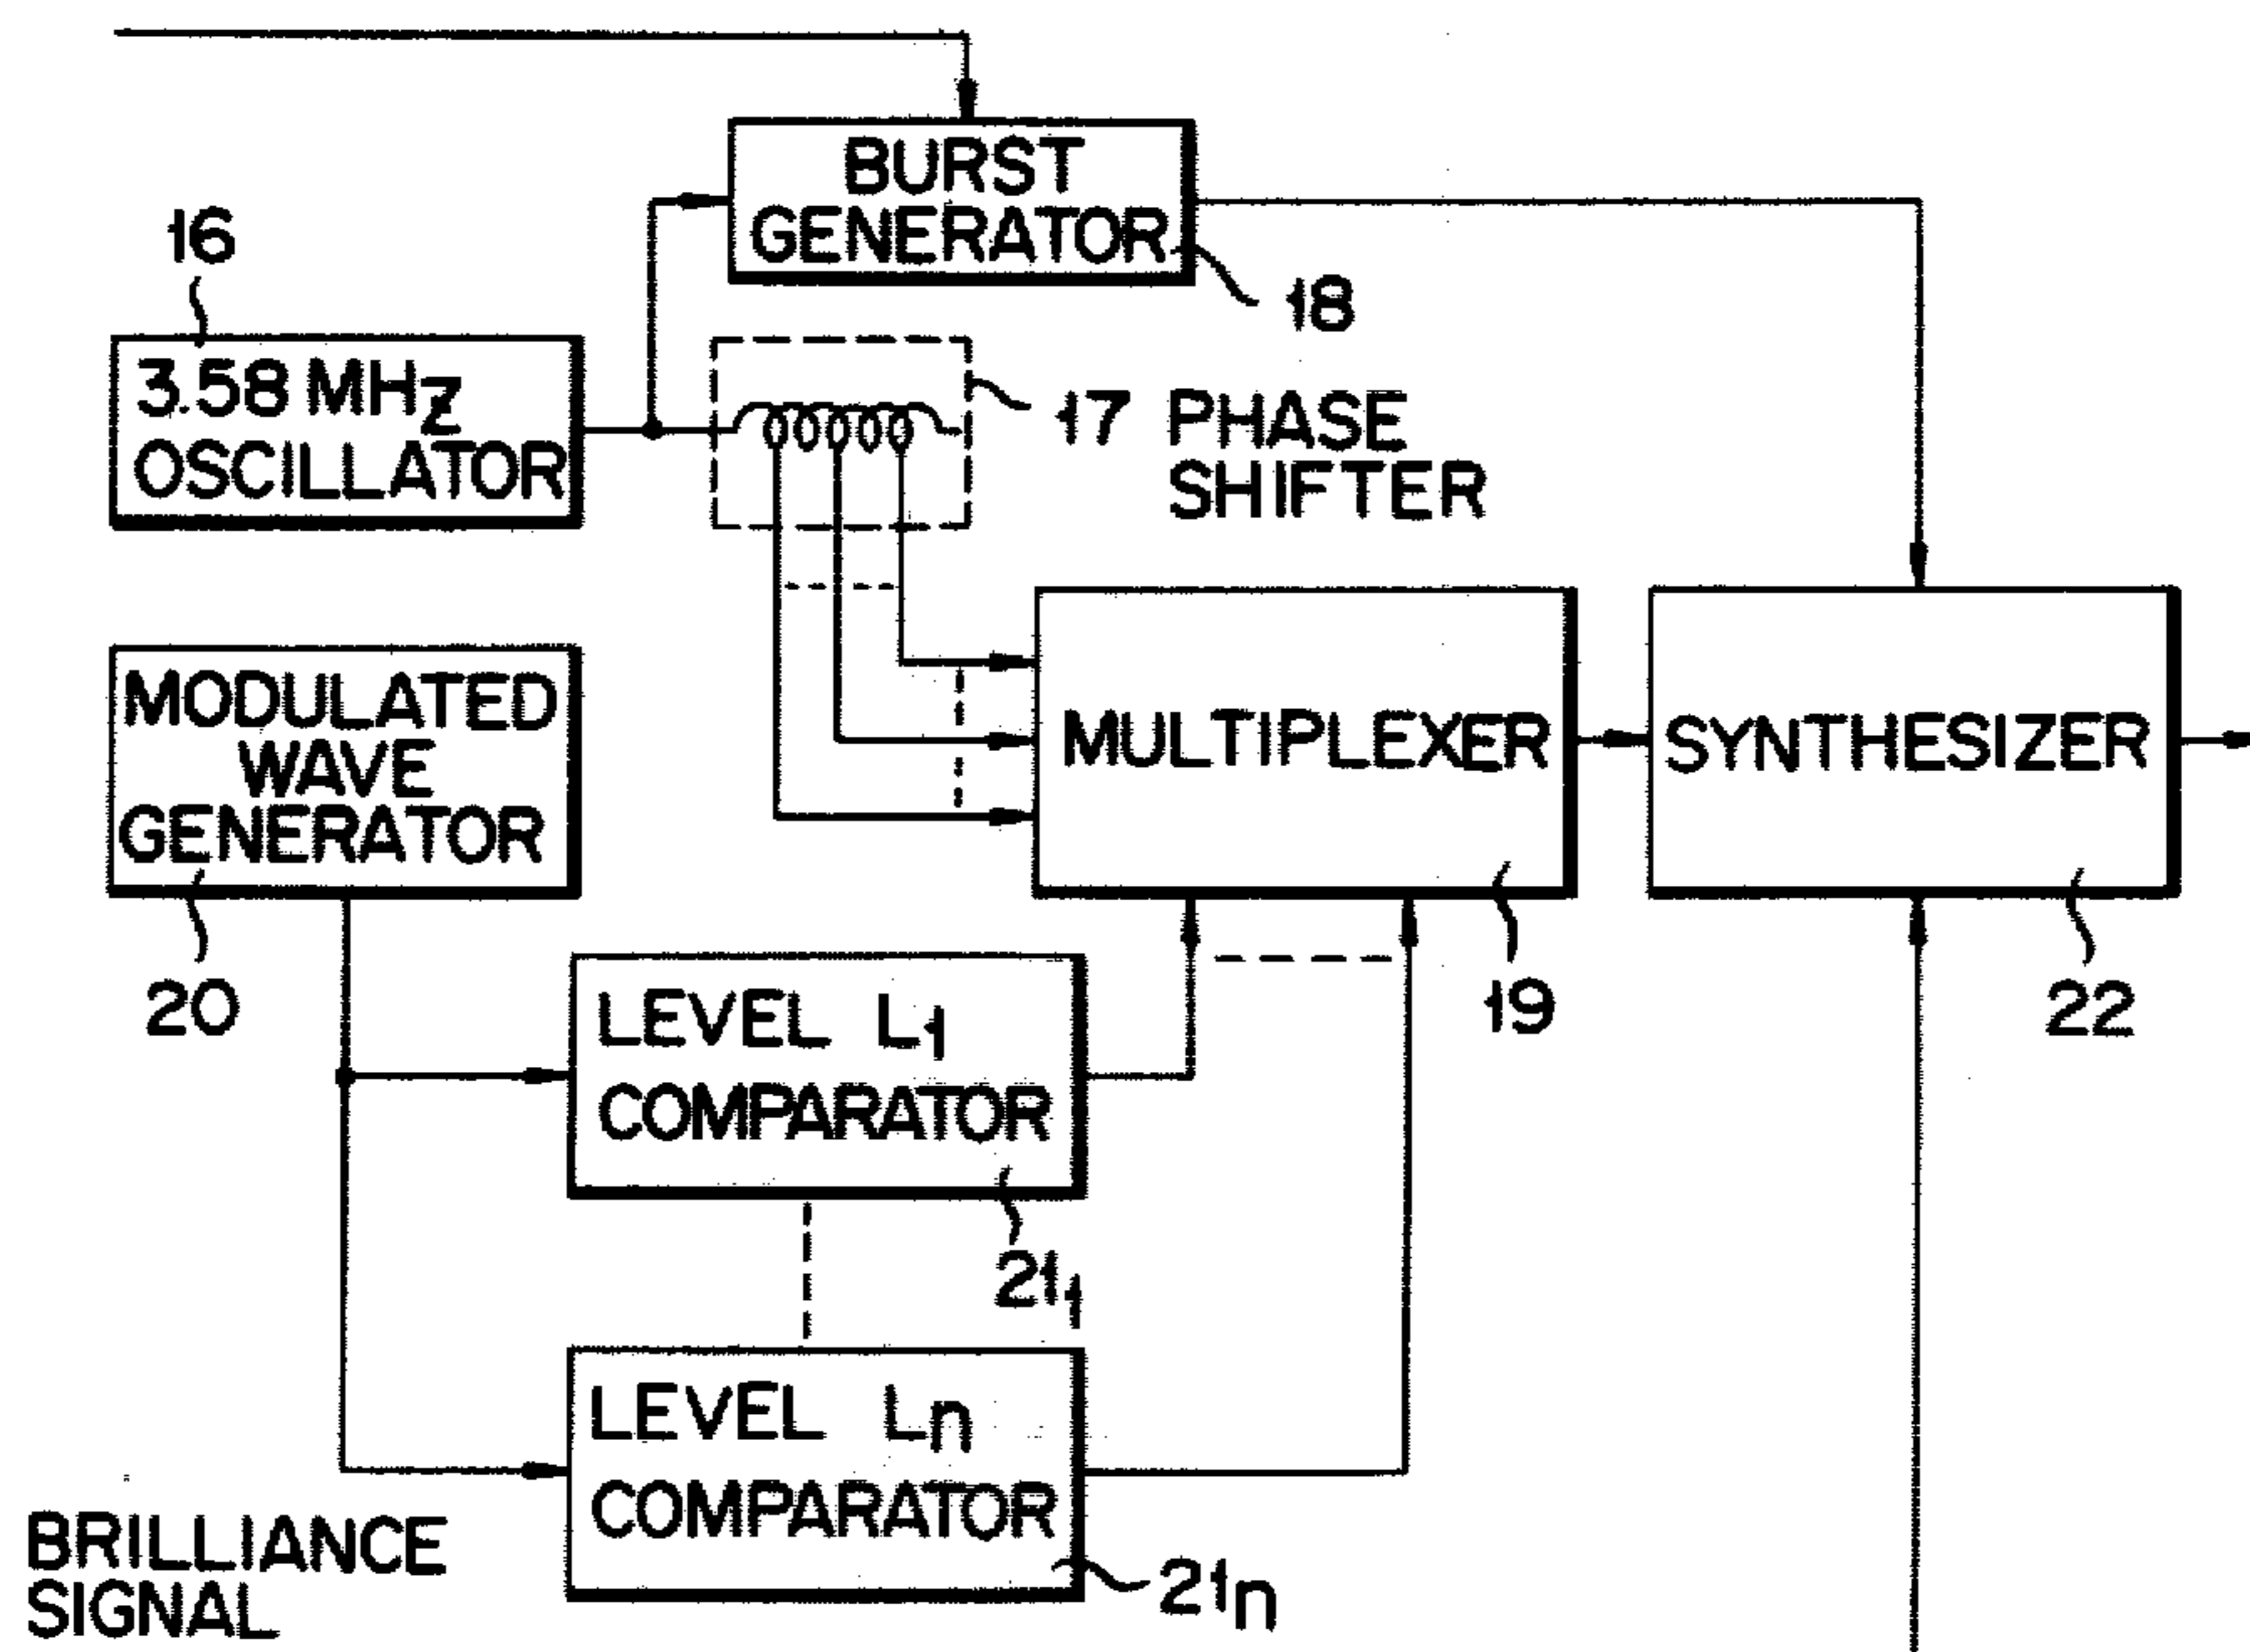 BURST
GENERATOR
18
16
3.58 MHz
OSCILLATOR
17 PHASE
SHIFTER
MODULATED
WAVE
GENERATOR
20
MULTIPLEXER
19
SYNTHESIZER
22
LEVEL L1
COMPARATOR
211
LEVEL Ln
COMPARATOR
21n
BRILLIANCE
SIGNAL